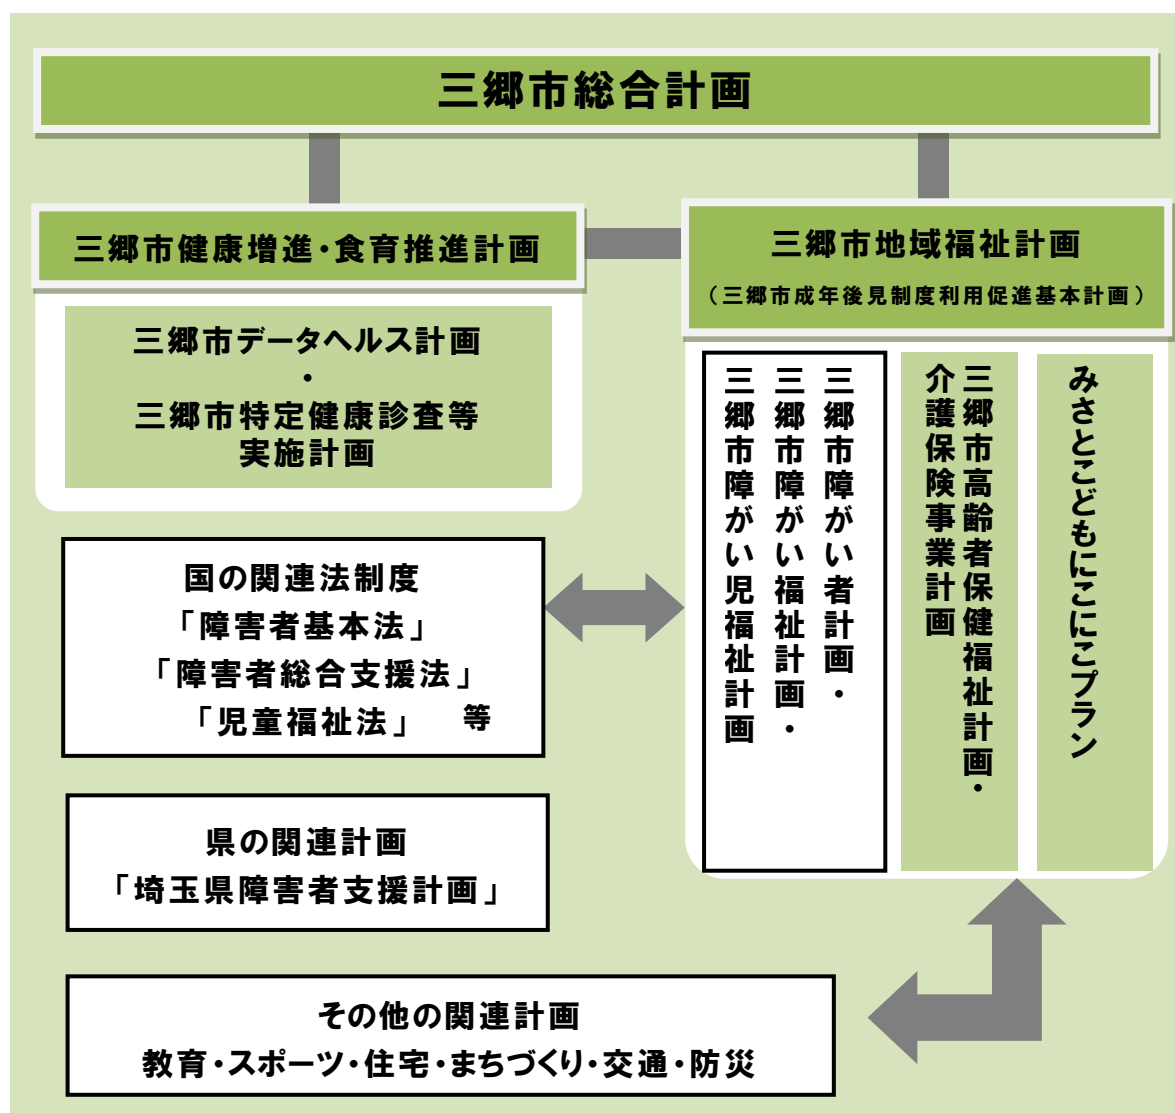 三郷市総合計画
三郷市健康増進・食育推進計画
三郷市データヘルス計画
・
三郷市特定健康診査等
実施計画
三郷市地域福祉計画
（三郷市成年後見制度利用促進基本計画）
三郷市障がい者計画・
三郷市障がい福祉計画・
三郷市障がい児福祉計画
三郷市高齢者保健福祉計画・
介護保険事業計画
みさとこどもにこにこプラン
国の関連法制度
「障害者基本法」
「障害者総合支援法」
「児童福祉法」 等
県の関連計画
「埼玉県障害者支援計画」
その他の関連計画
教育・スポーツ・住宅・まちづくり・交通・防災